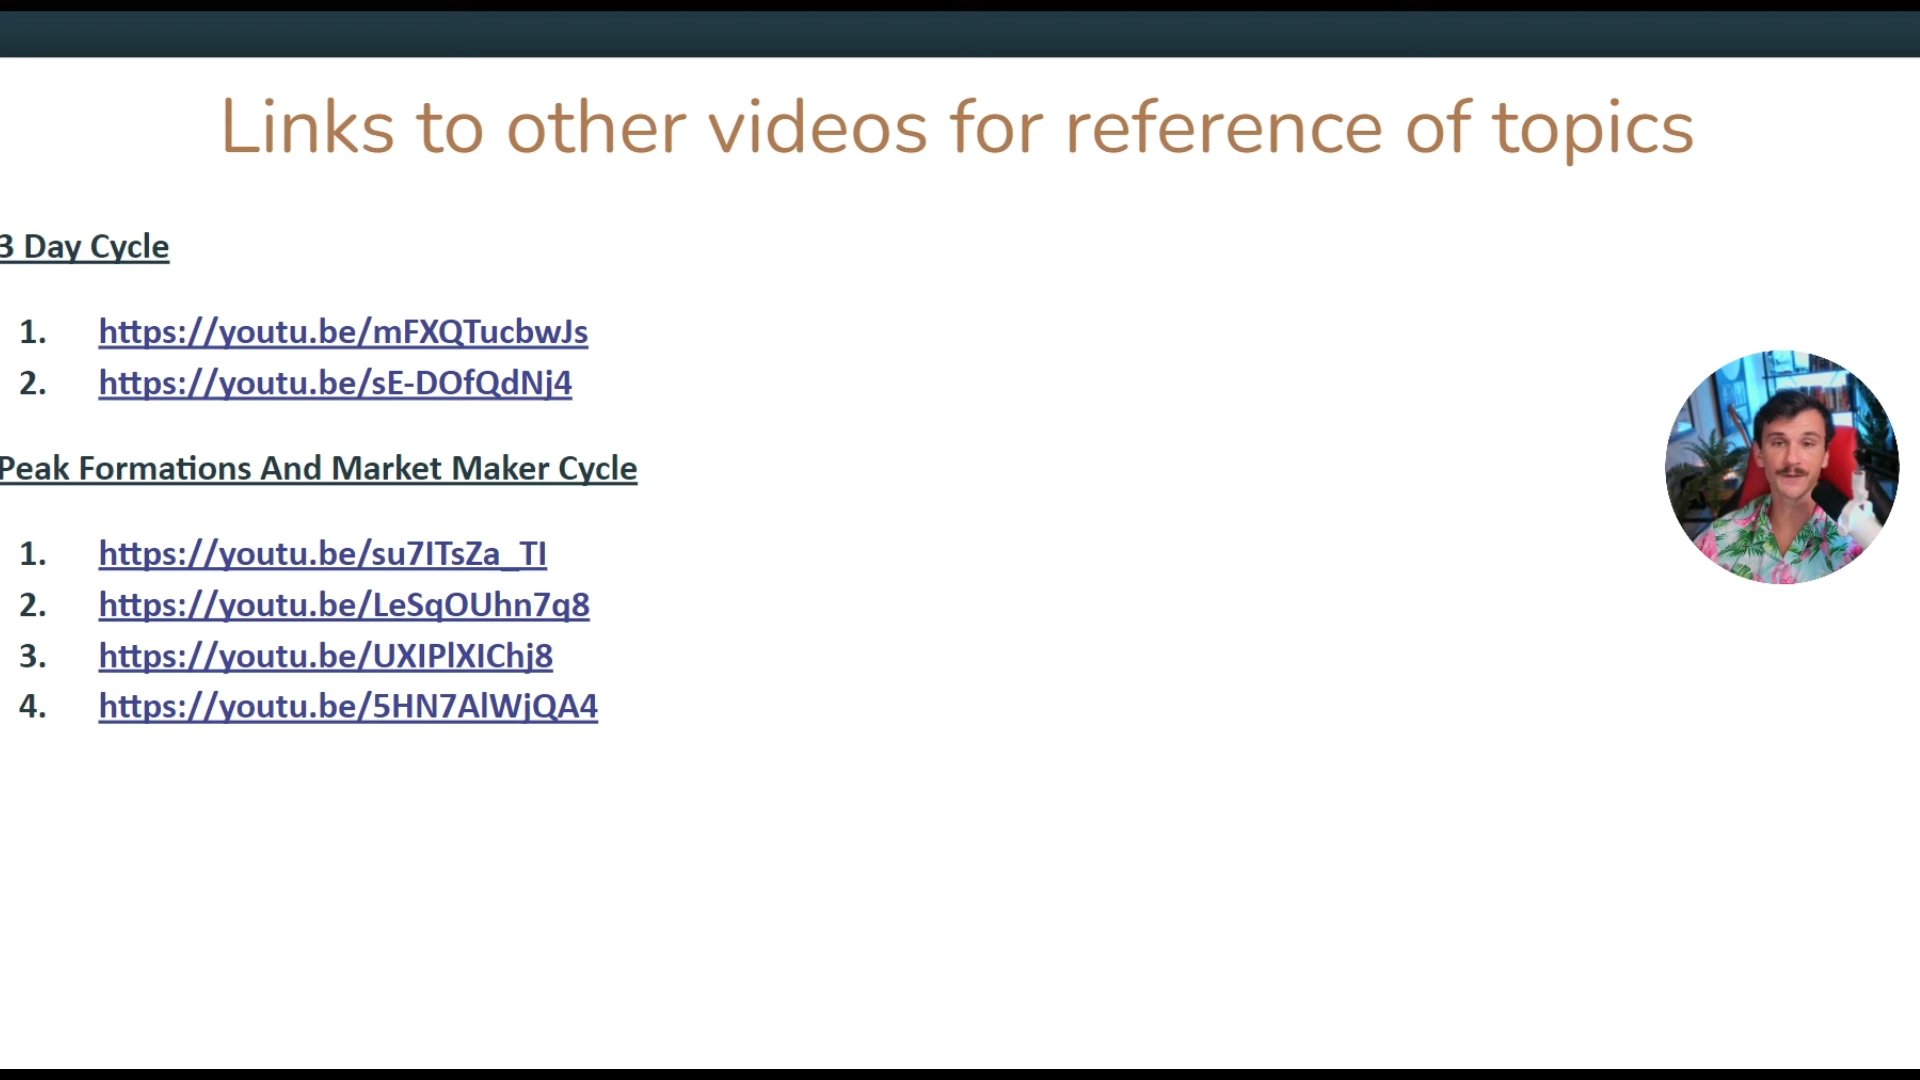 Links to other videos for reference of topics
3 Day Cycle
1. https://youtu.be/mFXQTucbwJs
2. https://youtu.be/sE-DOfQdNj4
Peak Formations And Market Maker Cycle
1. https://youtu.be/su7ITsZa_TI
2. https://youtu.be/LeSqOUhn7q8
3. https://youtu.be/UXIPlXIChj8
4. https://youtu.be/5HN7AlWjQA4